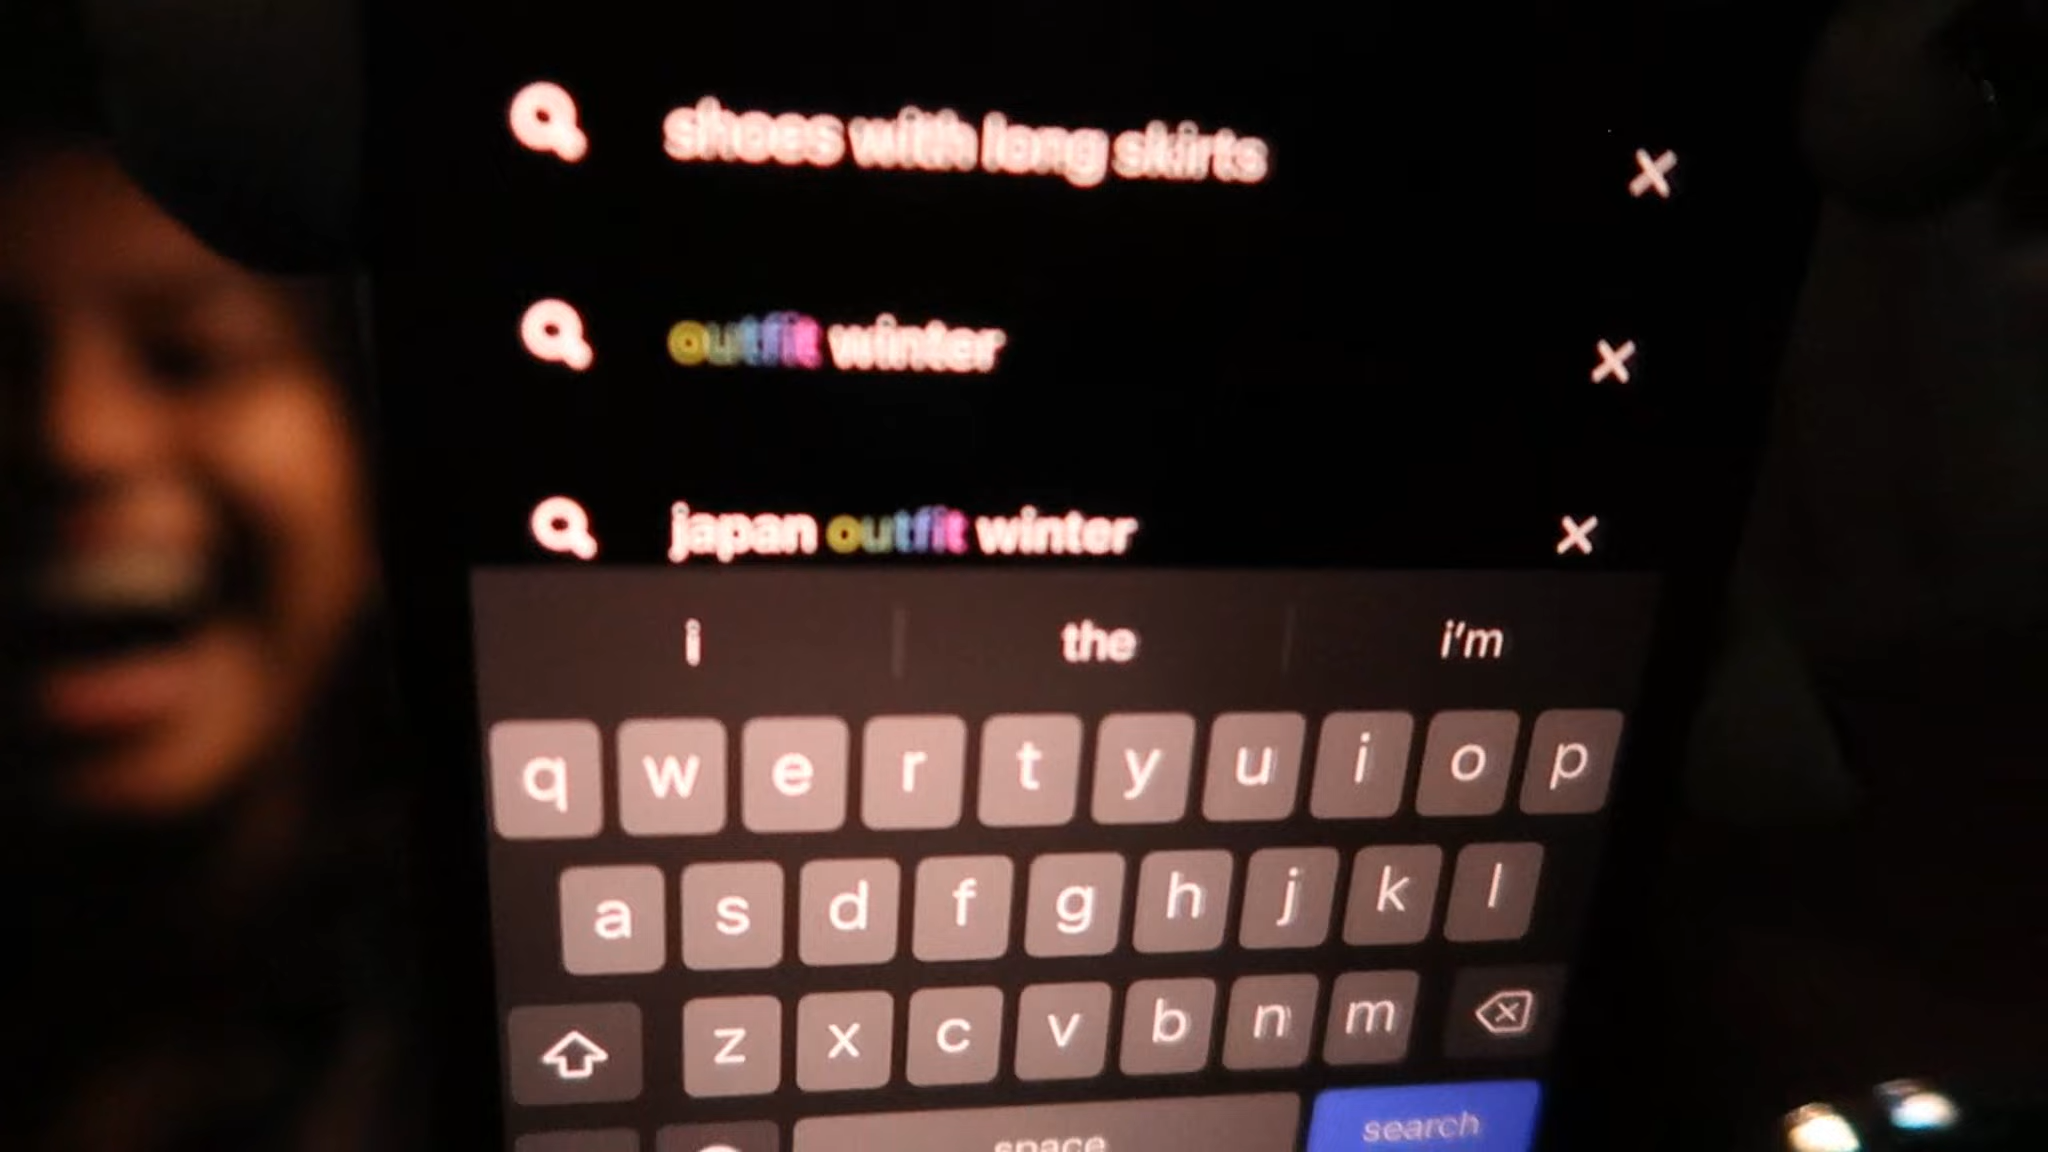 shoes with long skirts
outfit winter
japan outfit winter
i the i'm
q w e r t y u i o p
a s d f g h j k l
z x c v b n m
space search